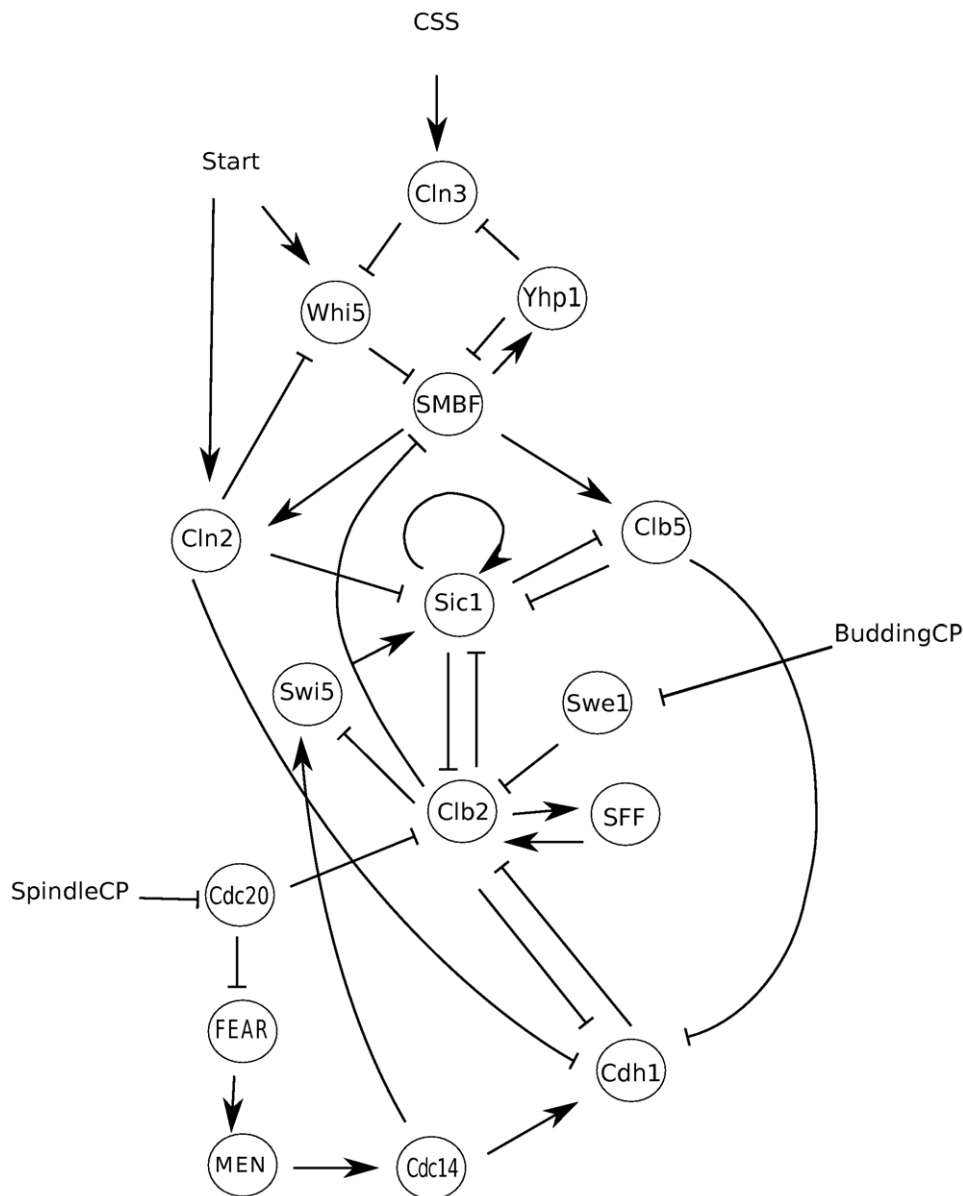 CSS
Start
Cln3
Yhp1
Whi5
SMBF
Cln2
Clb5
Sic1
BuddingCP
Swi5
Swe1
Clb2
SFF
SpindleCP
Cdc20
FEAR
Cdh1
MEN
Cdc14